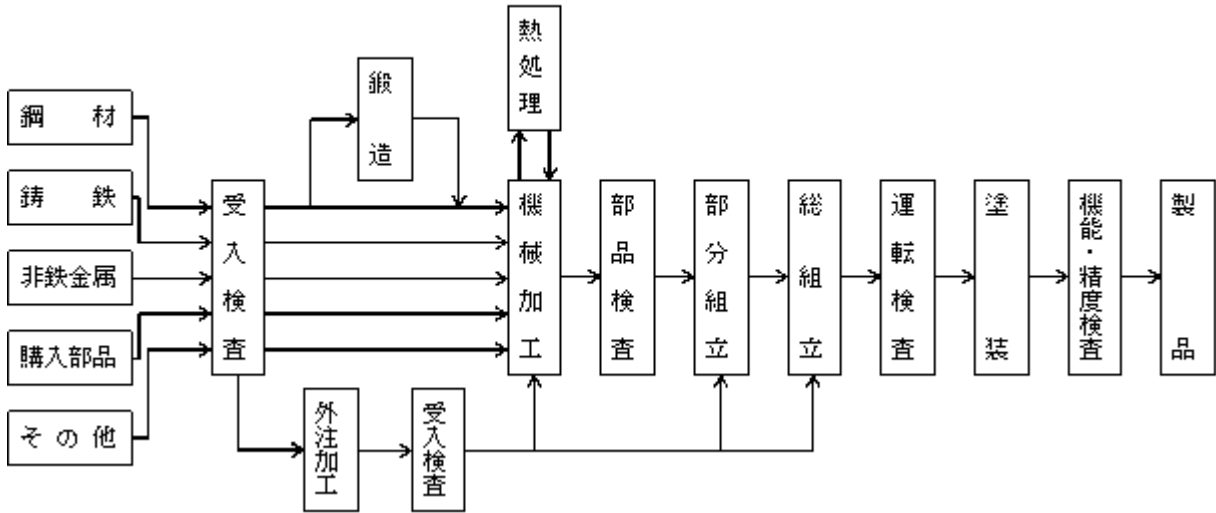 鋼材
鋳鉄
非鉄金属
購入部品
その他
受入検査
鍛造
熱処理
機械加工
部品検査
部分組立
総組立
運転検査
塗装
機能・精度検査
製品
外注加工
受入検査